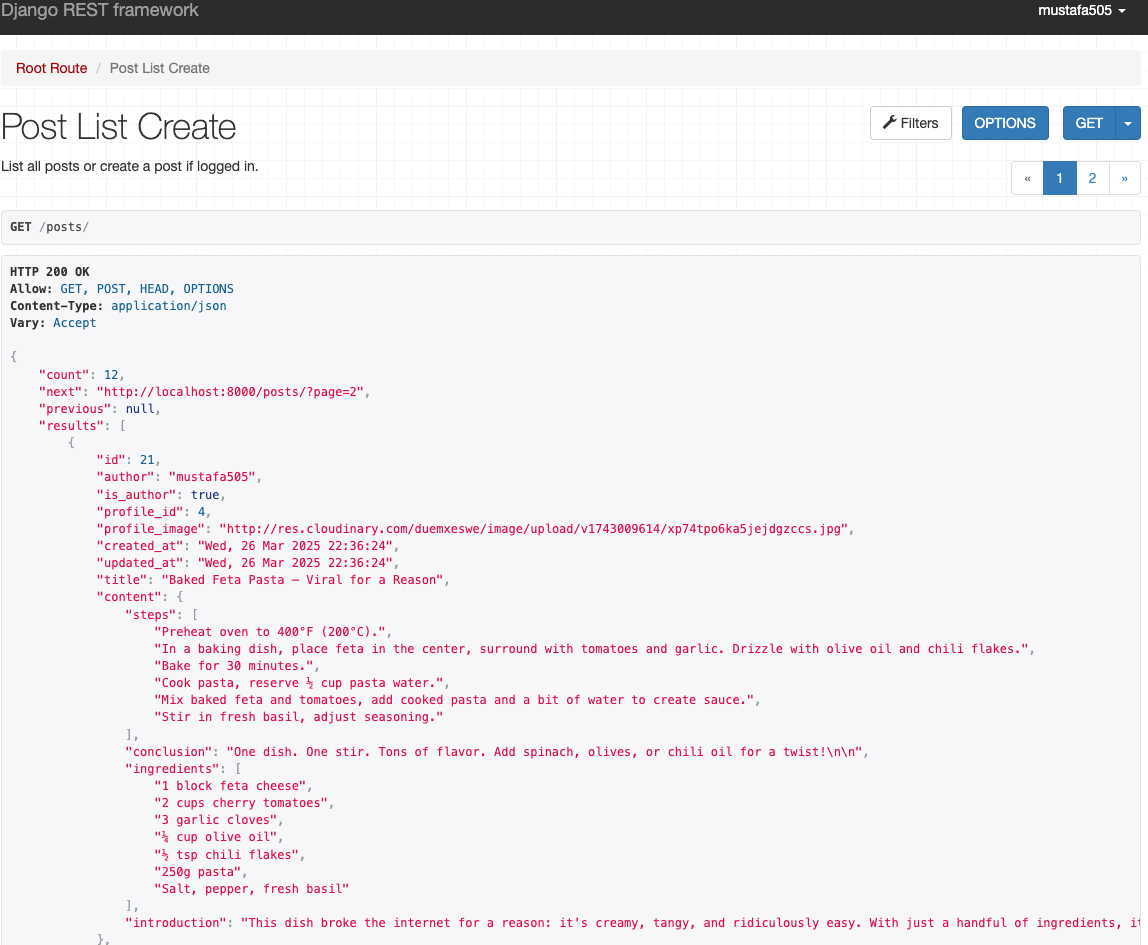 Django REST framework
mustafa505
Root Route / Post List Create
Post List Create
Filters
OPTIONS
GET
List all posts or create a post if logged in.
« 1 2 »
GET /posts/
HTTP 200 OK
Allow: GET, POST, HEAD, OPTIONS
Content-Type: application/json
Vary: Accept
{
"count": 12,
"next": "http://localhost:8000/posts/?page=2",
"previous": null,
"results": [
{
"id": 21,
"author": "mustafa505",
"is_author": true,
"profile_id": 4,
"profile_image": "http://res.cloudinary.com/duemxeswe/image/upload/v1743009614/xp74tpo6ka5jejdgzccs.jpg",
"created_at": "Wed, 26 Mar 2025 22:36:24",
"updated_at": "Wed, 26 Mar 2025 22:36:24",
"title": "Baked Feta Pasta – Viral for a Reason",
"content": {
"steps": [
"Preheat oven to 400°F (200°C).",
"In a baking dish, place feta in the center, surround with tomatoes and garlic. Drizzle with olive oil and chili flakes.",
"Bake for 30 minutes.",
"Cook pasta, reserve ½ cup pasta water.",
"Mix baked feta and tomatoes, add cooked pasta and a bit of water to create sauce.",
"Stir in fresh basil, adjust seasoning."
],
"conclusion": "One dish. One stir. Tons of flavor. Add spinach, olives, or chili oil for a twist!\n\n",
"ingredients": [
"1 block feta cheese",
"2 cups cherry tomatoes",
"3 garlic cloves",
"¼ cup olive oil",
"½ tsp chili flakes",
"250g pasta",
"Salt, pepper, fresh basil"
],
"introduction": "This dish broke the internet for a reason: it's creamy, tangy, and ridiculously easy. With just a handful of ingredients,
},